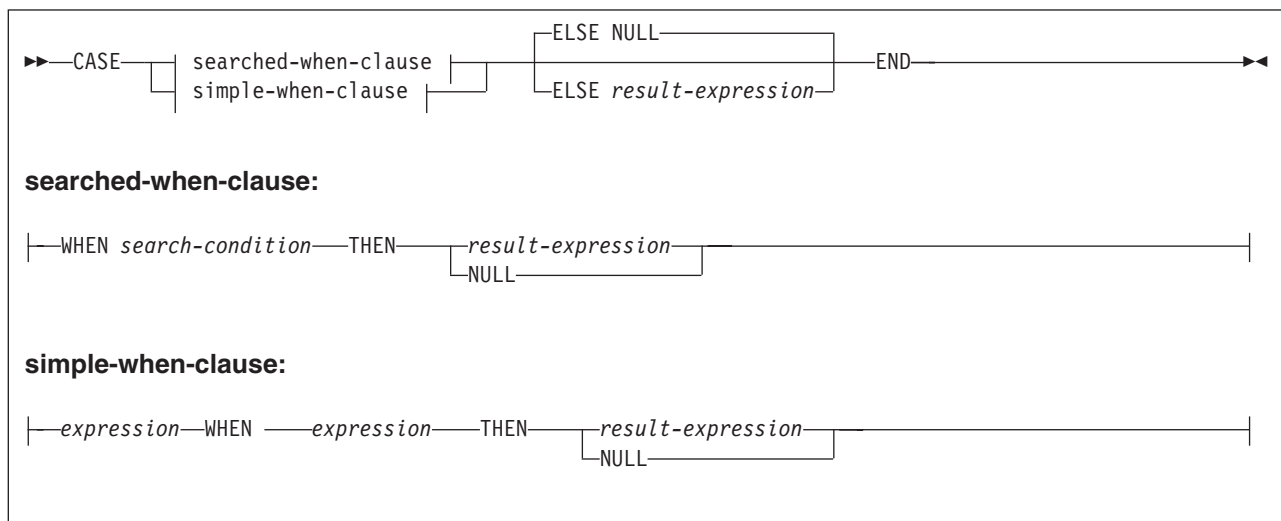 ELSE NULL
CASE searched-when-clause END
simple-when-clause ELSE result-expression
searched-when-clause:
WHEN search-condition THEN result-expression
NULL
simple-when-clause:
expression WHEN expression THEN result-expression
NULL